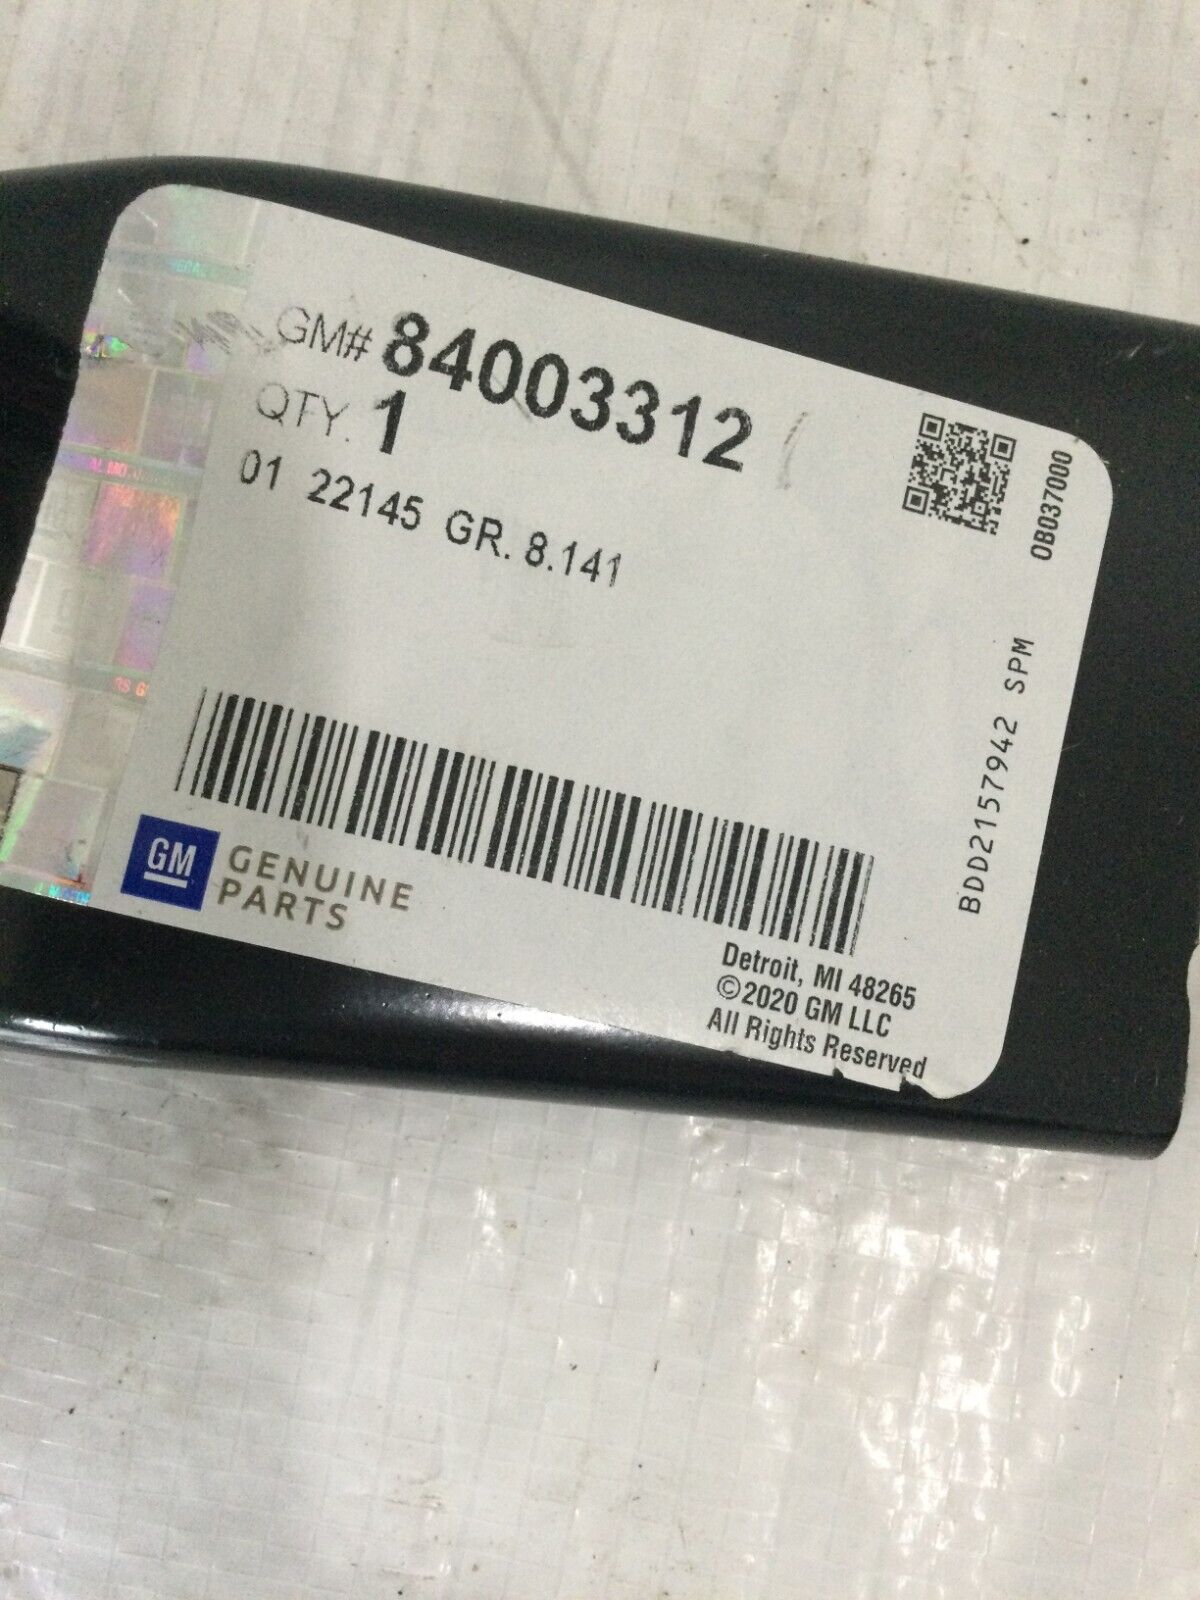 GM# 84003312
QTY. 1
01 22145 GR. 8.141
0B037000
BDD2157942 SPM
GM
GENUINE
PARTS
Detroit, MI 48265
©2020 GM LLC
All Rights Reserved